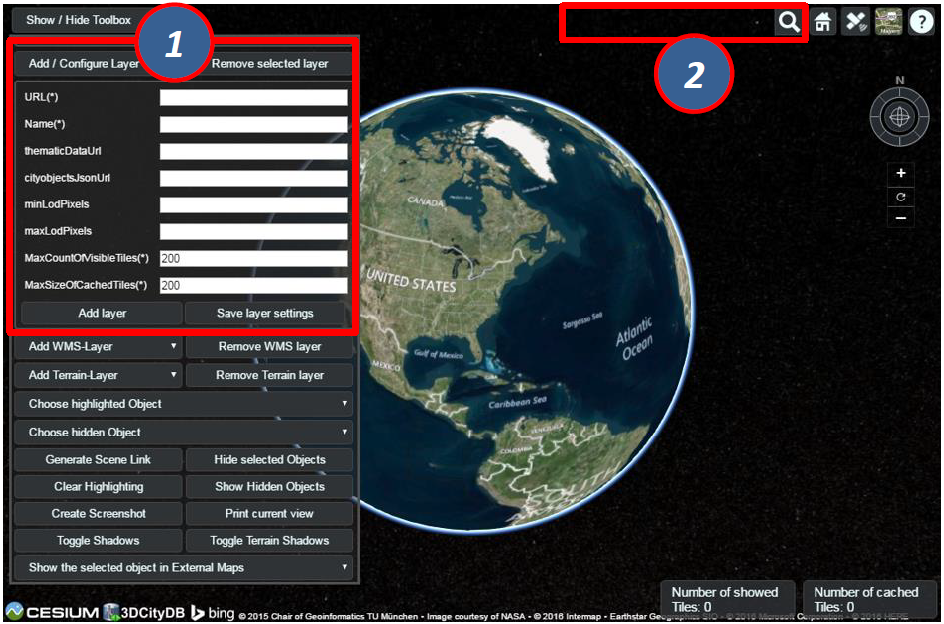 Show / Hide Toolbox
1
Add / Configure Layer
Remove selected layer
URL(*)
Name(*)
thematicDataUrl
cityobjectsJsonUrl
minLodPixels
maxLodPixels
MaxCountOfVisibleTiles(*) 200
MaxSizeOfCachedTiles(*) 200
Add layer
Save layer settings
Add WMS-Layer
Remove WMS layer
Add Terrain-Layer
Remove Terrain layer
Choose highlighted Object
Choose hidden Object
Generate Scene Link
Hide selected Objects
Clear Highlighting
Show Hidden Objects
Create Screenshot
Print current view
Toggle Shadows
Toggle Terrain Shadows
Show the selected object in External Maps
2
?
N
+
−
CANADA
UNITED STATES
Sargasso Sea
Atlantic
Ocean
Gulf of Mexico
MEXICO
Caribbean Sea
VENEZUELA
COLOMBIA
SOUTH
Number of showed
Tiles: 0
Number of cached
Tiles: 0
CESIUM 3DCityDB bing © 2015 Chair of Geoinformatics TU München • Image courtesy of NASA • © 2016 Intermap • Earthstar Geographics SIO • © 2016 Microsoft Corporation • © 2016 HERE